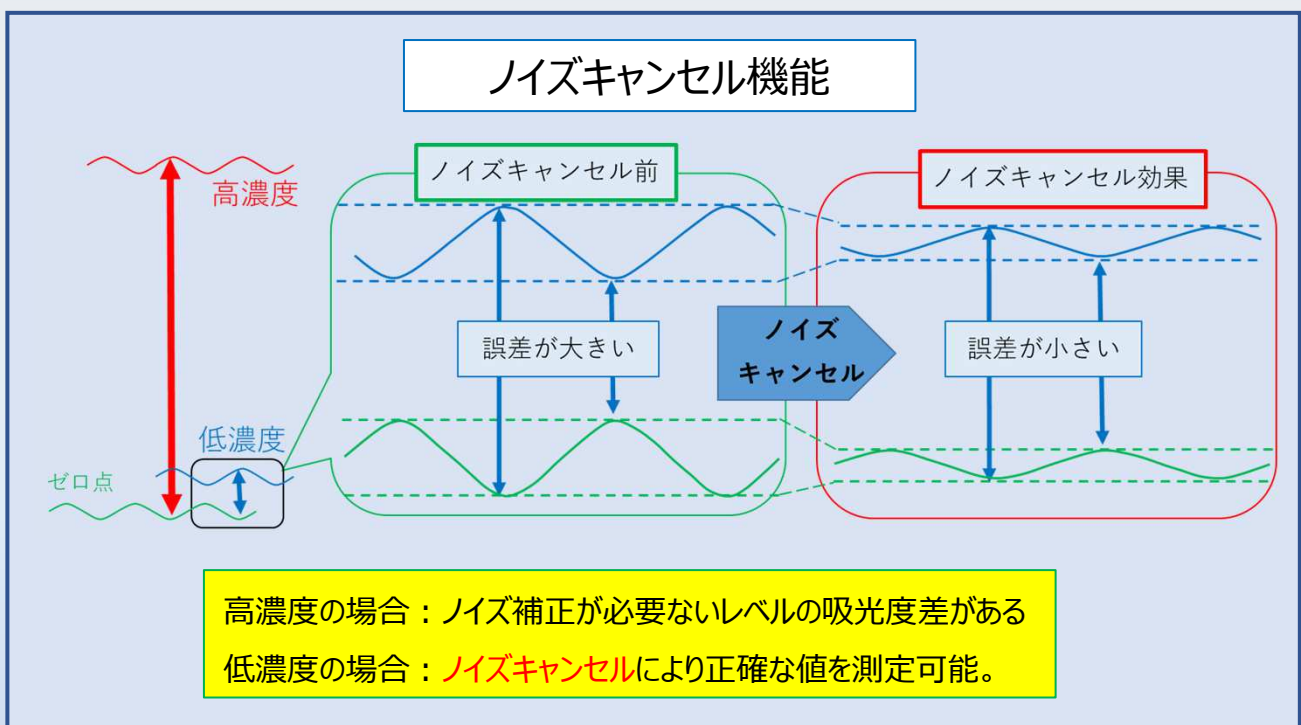 ノイズキャンセル機能
高濃度
低濃度
ゼロ点
ノイズキャンセル前
誤差が大きい
ノイズ
キャンセル
ノイズキャンセル効果
誤差が小さい
高濃度の場合：ノイズ補正が必要ないレベルの吸光度差がある
低濃度の場合：ノイズキャンセルにより正確な値を測定可能。